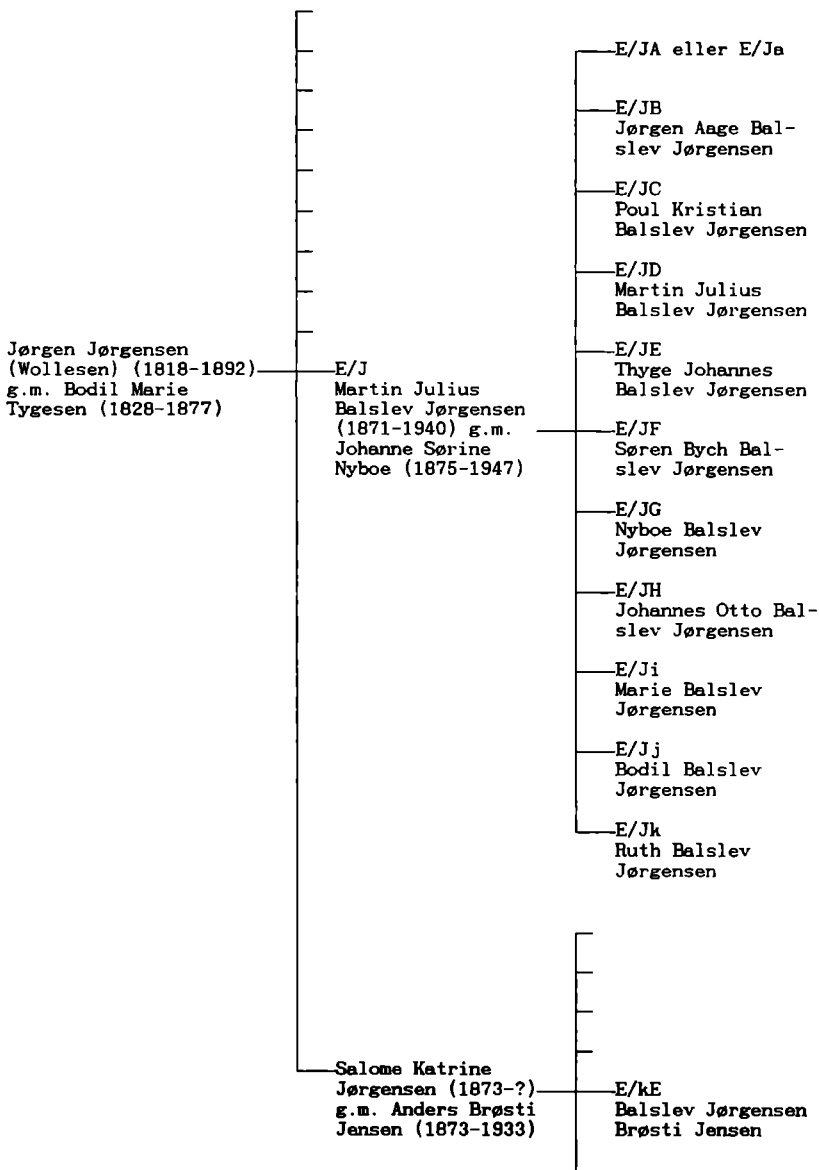 Jørgen Jørgensen
(Wollesen) (1818-1892)
g.m. Bodil Marie
Tygesen (1828-1877)
E/J
Martin Julius
Balslev Jørgensen
(1871-1940) g.m.
Johanne Sørine
Nyboe (1875-1947)
E/JA eller E/Ja
E/JB
Jørgen Aage Bal-
slev Jørgensen
E/JC
Poul Kristian
Balslev Jørgensen
E/JD
Martin Julius
Balslev Jørgensen
E/JE
Thyge Johannes
Balslev Jørgensen
E/JF
Søren Bych Bal-
slev Jørgensen
E/JG
Nyboe Balslev
Jørgensen
E/JH
Johannes Otto Bal-
slev Jørgensen
E/Ji
Marie Balslev
Jørgensen
E/Jj
Bodil Balslev
Jørgensen
E/Jk
Ruth Balslev
Jørgensen
Salome Katrine
Jørgensen (1873-?)
g.m. Anders Brøsti
Jensen (1873-1933)
E/kE
Balslev Jørgensen
Brøsti Jensen